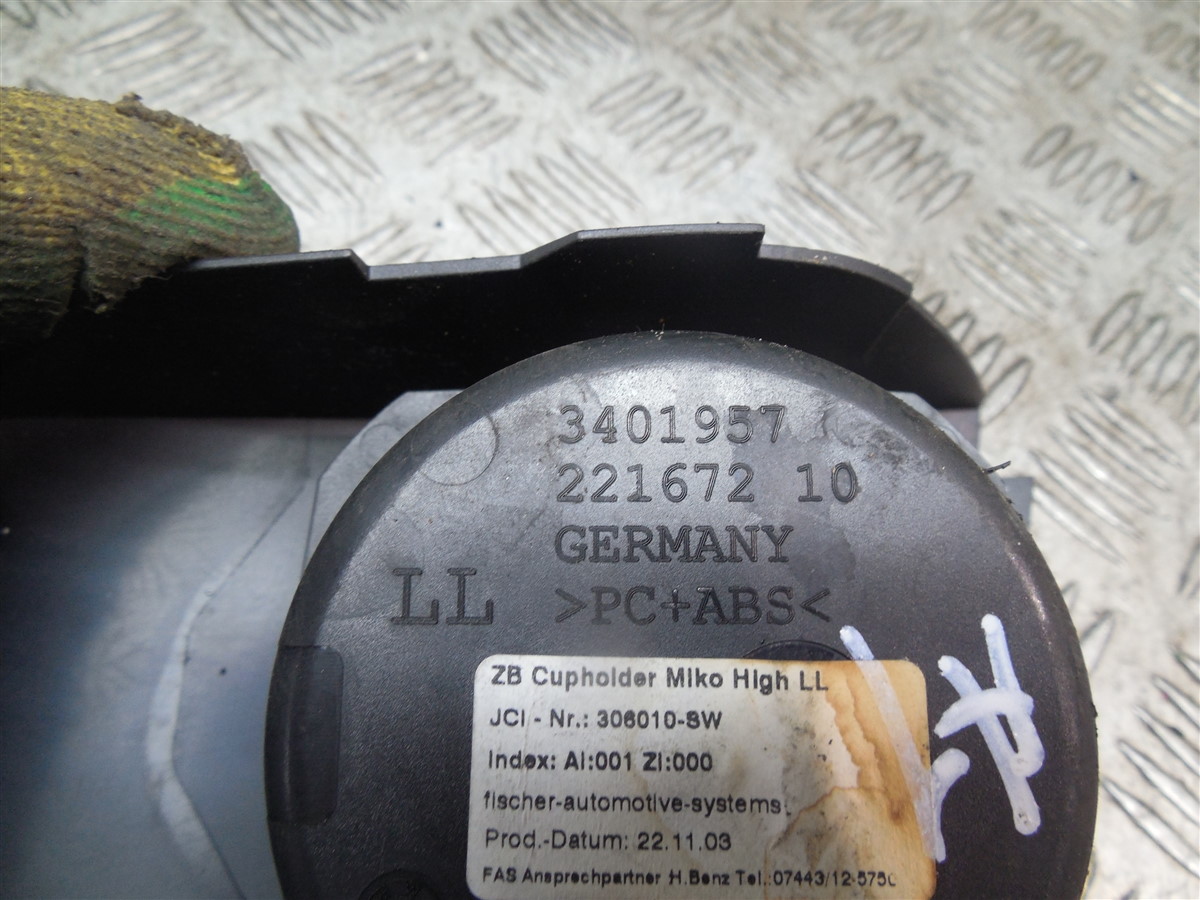 3401957
221672 10
GERMANY
LL >PC+ABS<
ZB Cupholder Miko High LL
JCI - Nr.: 306010-SW
Index: AI:001 ZI:000
fischer-automotive-systems
Prod.-Datum: 22.11.03
FAS Ansprechpartner H.Benz Tel.:07443/12-575